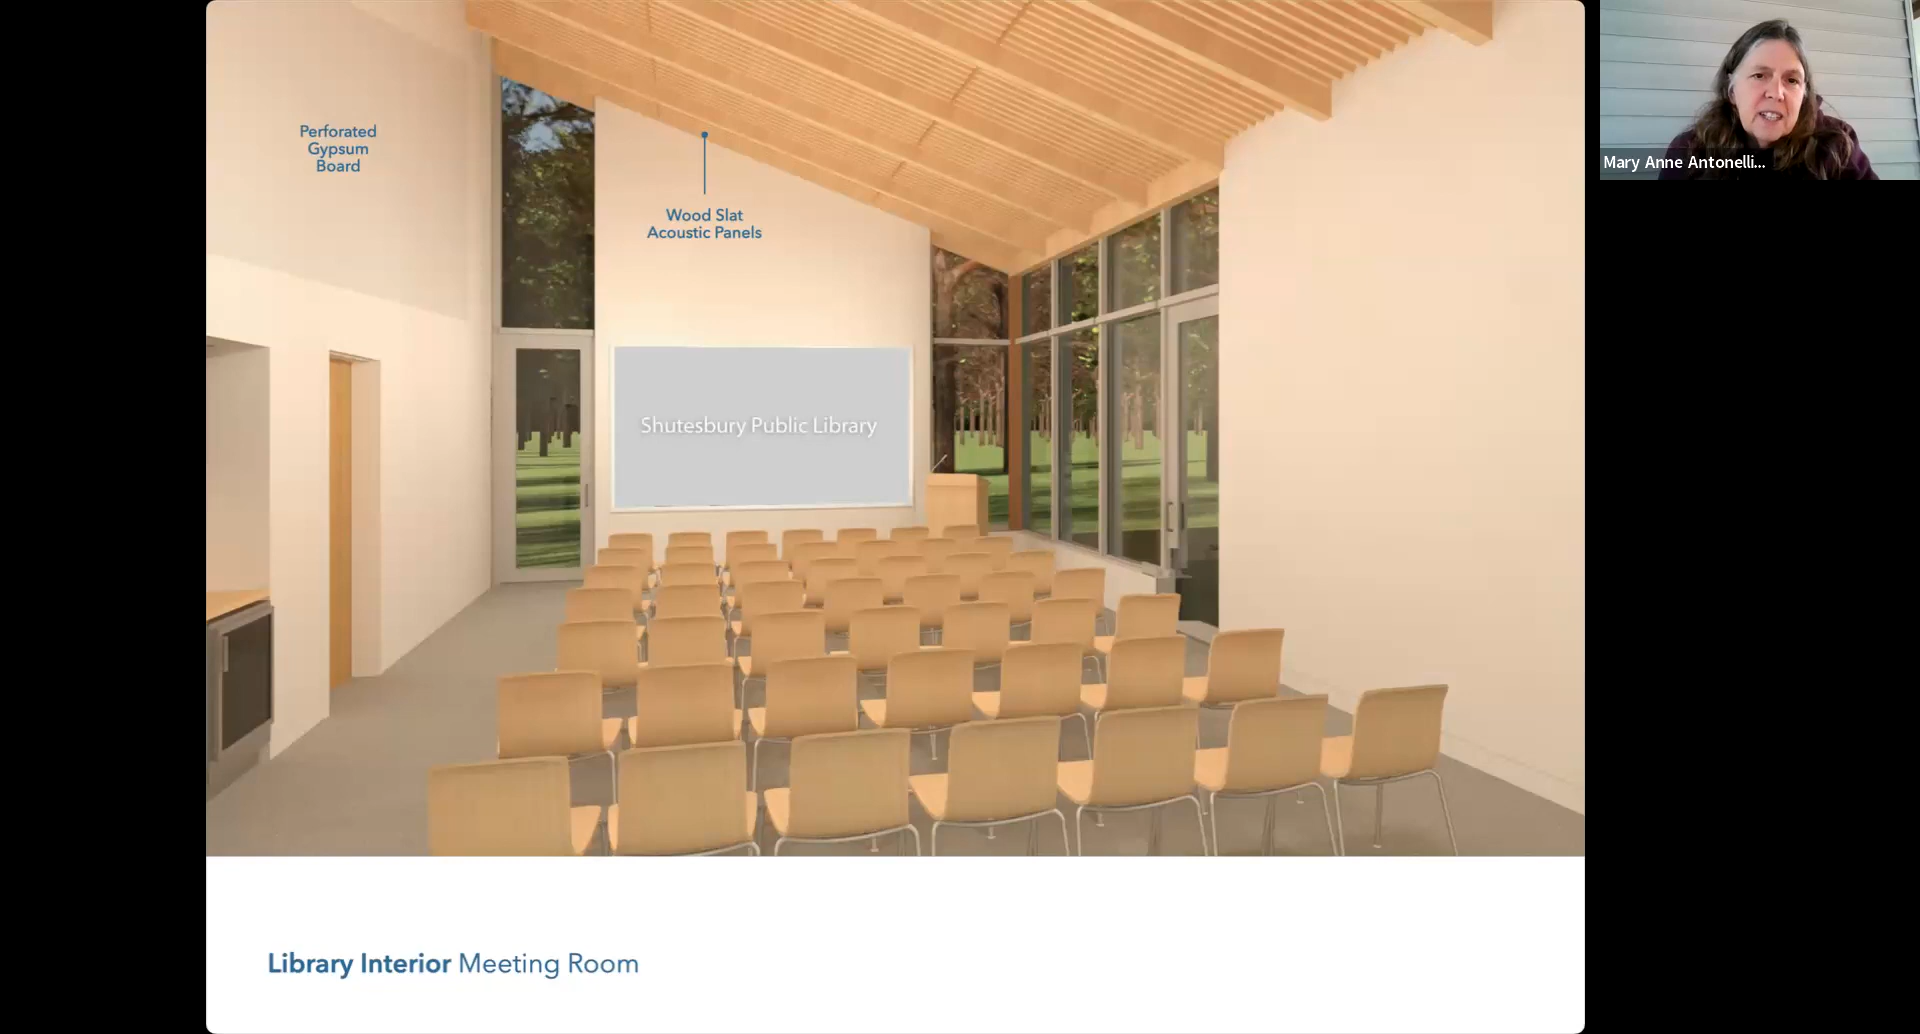 Perforated
Gypsum
Board
Wood Slat
Acoustic Panels
Shutesbury Public Library
Library Interior Meeting Room
Mary Anne Antonelli...